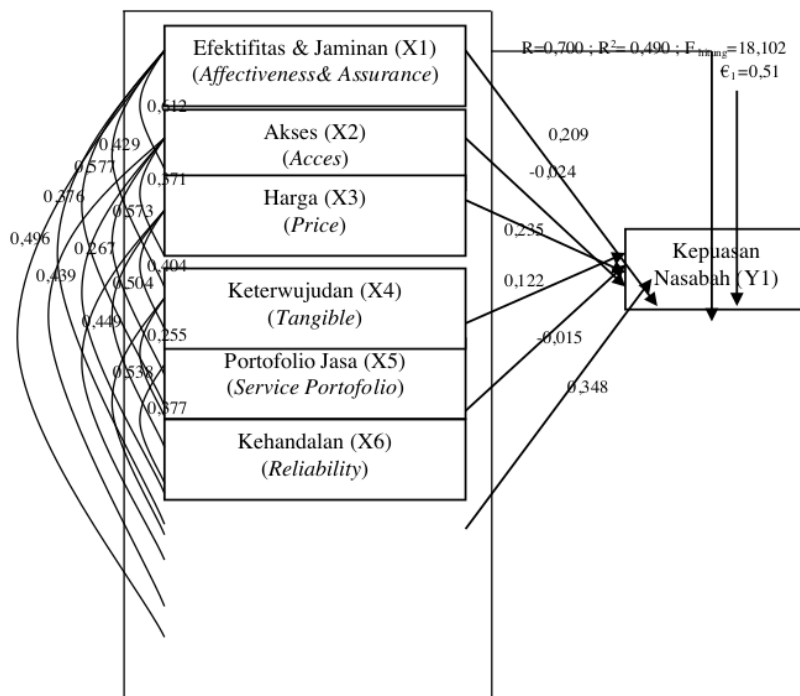 Efektifitas & Jaminan (X1)
(Affectiveness& Assurance)
Akses (X2)
(Acces)
Harga (X3)
(Price)
Keterwujudan (X4)
(Tangible)
Portofolio Jasa (X5)
(Service Portofolio)
Kehandalan (X6)
(Reliability)
0,612
0,429
0,577
0,371
0,376
0,573
0,496
0,267
0,404
0,439
0,504
0,449
0,255
0,538
0,377
R=0,700 ; R²= 0,490 ; Fhitung=18,102
€1=0,51
0,209
-0,024
0,235
0,122
-0,015
0,348
Kepuasan
Nasabah (Y1)